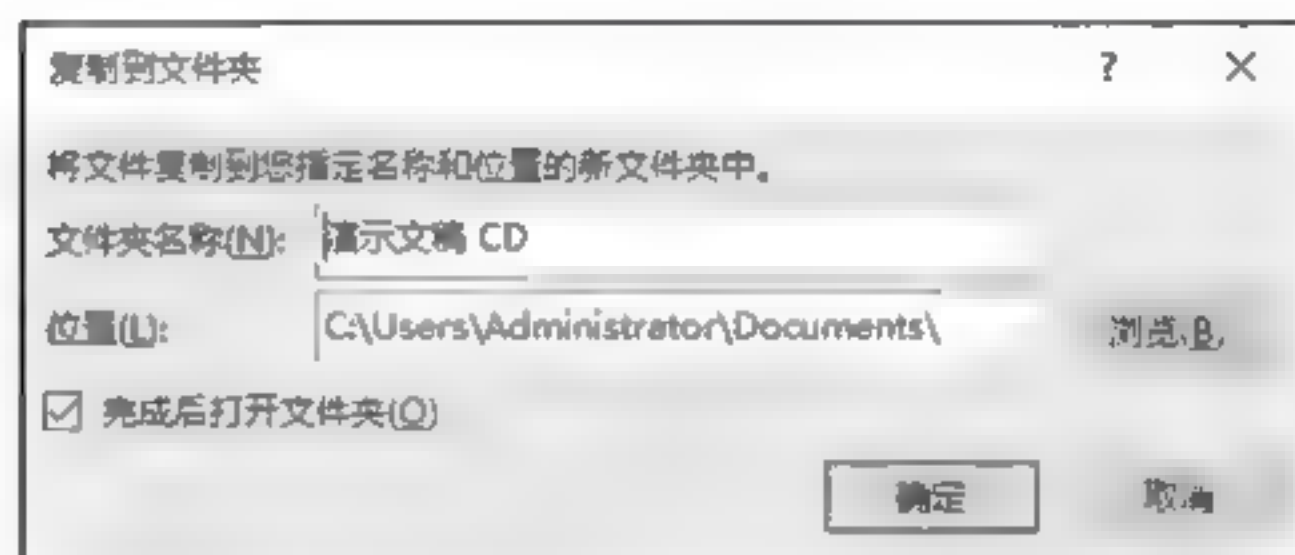 复制到文件夹 ? ×
将文件复制到您指定名称和位置的新文件夹中。
文件夹名称(N): 演示文稿 CD
位置(L): C:\Users\Administrator\Documents\ 浏览(B)
完成后打开文件夹(O)
确定 取消